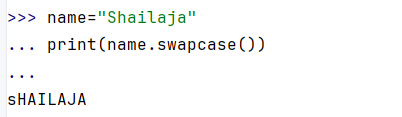 >>> name="Shailaja"
... print(name.swapcase())
...
sHAILAJA